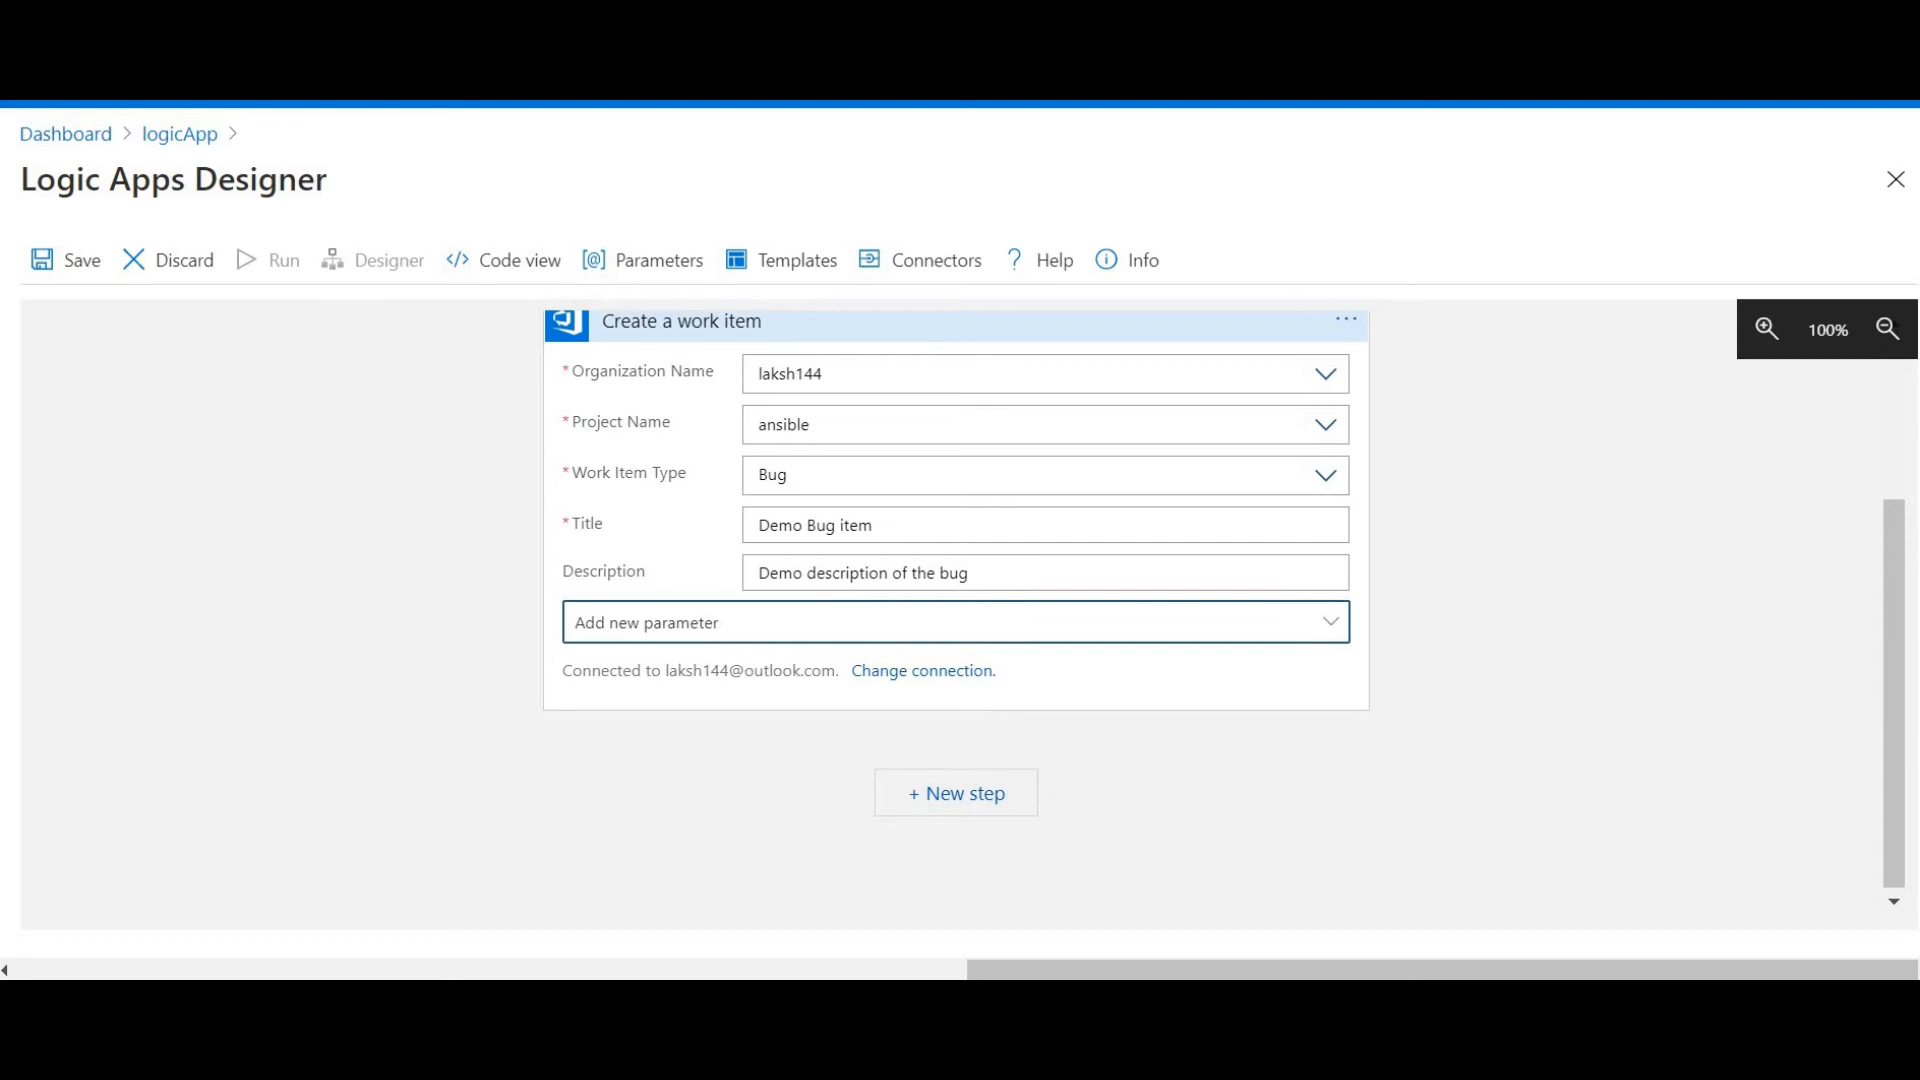 Dashboard > logicApp >
Logic Apps Designer
Save Discard Run Designer </> Code view [@] Parameters Templates Connectors ? Help Info
Create a work item ...
100%
* Organization Name laksh144
* Project Name ansible
* Work Item Type Bug
* Title Demo Bug item
Description Demo description of the bug
Add new parameter
Connected to laksh144@outlook.com. Change connection.
+ New step